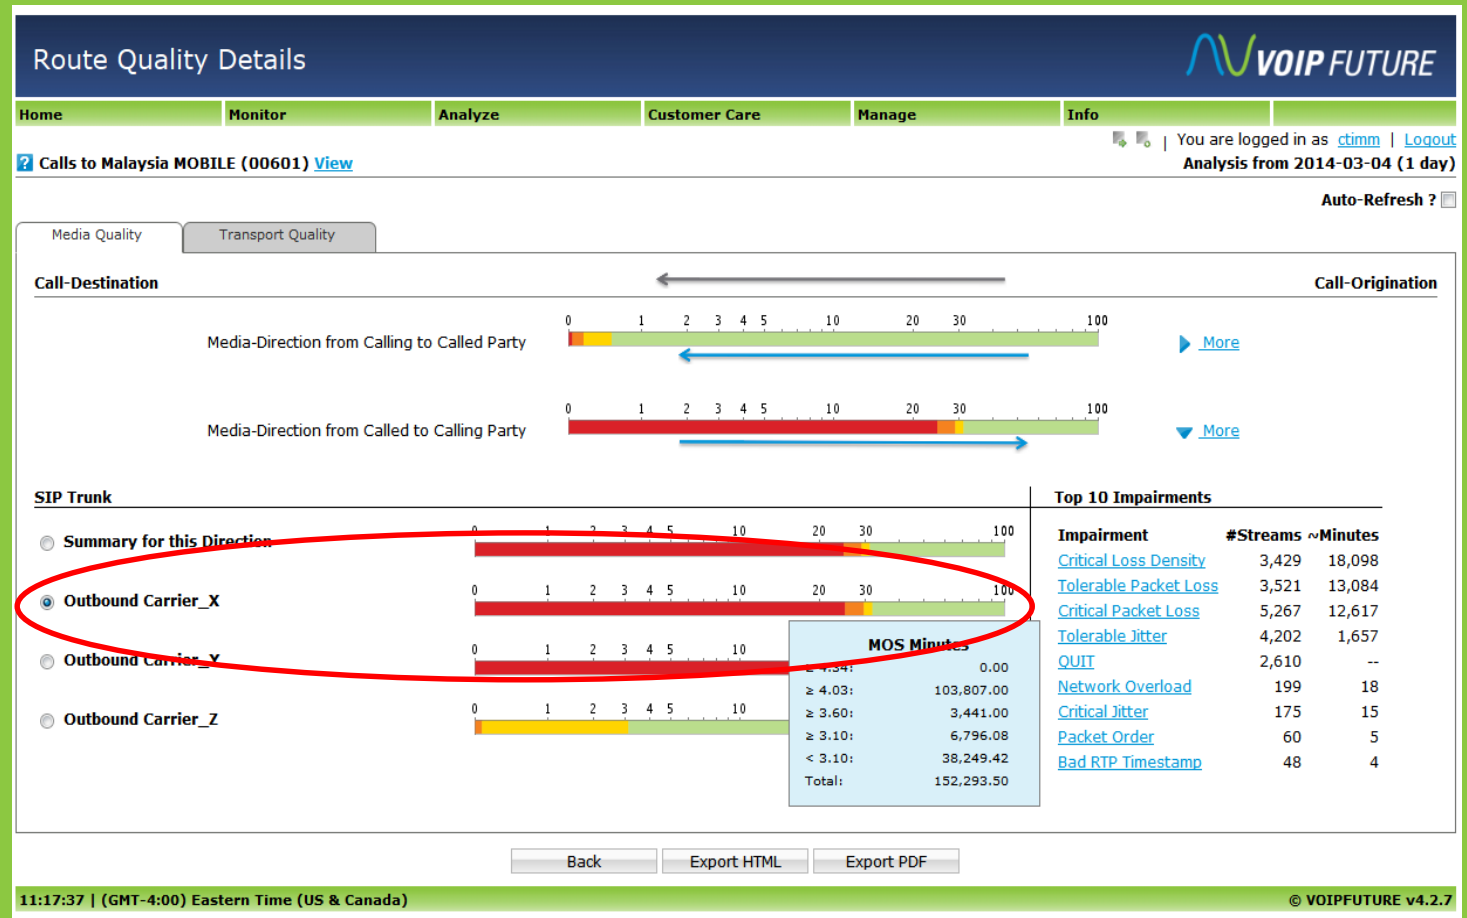 Route Quality Details
VOIPFUTURE
Home Monitor Analyze Customer Care Manage Info
You are logged in as ctimm | Logout
? Calls to Malaysia MOBILE (00601) View
Analysis from 2014-03-04 (1 day)
Auto-Refresh ?
Media Quality Transport Quality
Call-Destination Call-Origination
0 1 2 3 4 5 10 20 30 100
Media-Direction from Calling to Called Party More
0 1 2 3 4 5 10 20 30 100
Media-Direction from Called to Calling Party More
SIP Trunk
0 1 2 3 4 5 10 20 30 100
Summary for this Direction
0 1 2 3 4 5 10 20 30 100
Outbound Carrier_X
0 1 2 3 4 5 10
Outbound Carrier_Y
0 1 2 3 4 5 10
Outbound Carrier_Z
MOS Minutes
≥ 4.34: 0.00
≥ 4.03: 103,807.00
≥ 3.60: 3,441.00
≥ 3.10: 6,796.08
< 3.10: 38,249.42
Total: 152,293.50
Top 10 Impairments
Impairment #Streams ~Minutes
Critical Loss Density 3,429 18,098
Tolerable Packet Loss 3,521 13,084
Critical Packet Loss 5,267 12,617
Tolerable Jitter 4,202 1,657
QUIT 2,610 --
Network Overload 199 18
Critical Jitter 175 15
Packet Order 60 5
Bad RTP Timestamp 48 4
Back Export HTML Export PDF
11:17:37 | (GMT-4:00) Eastern Time (US & Canada) © VOIPFUTURE v4.2.7